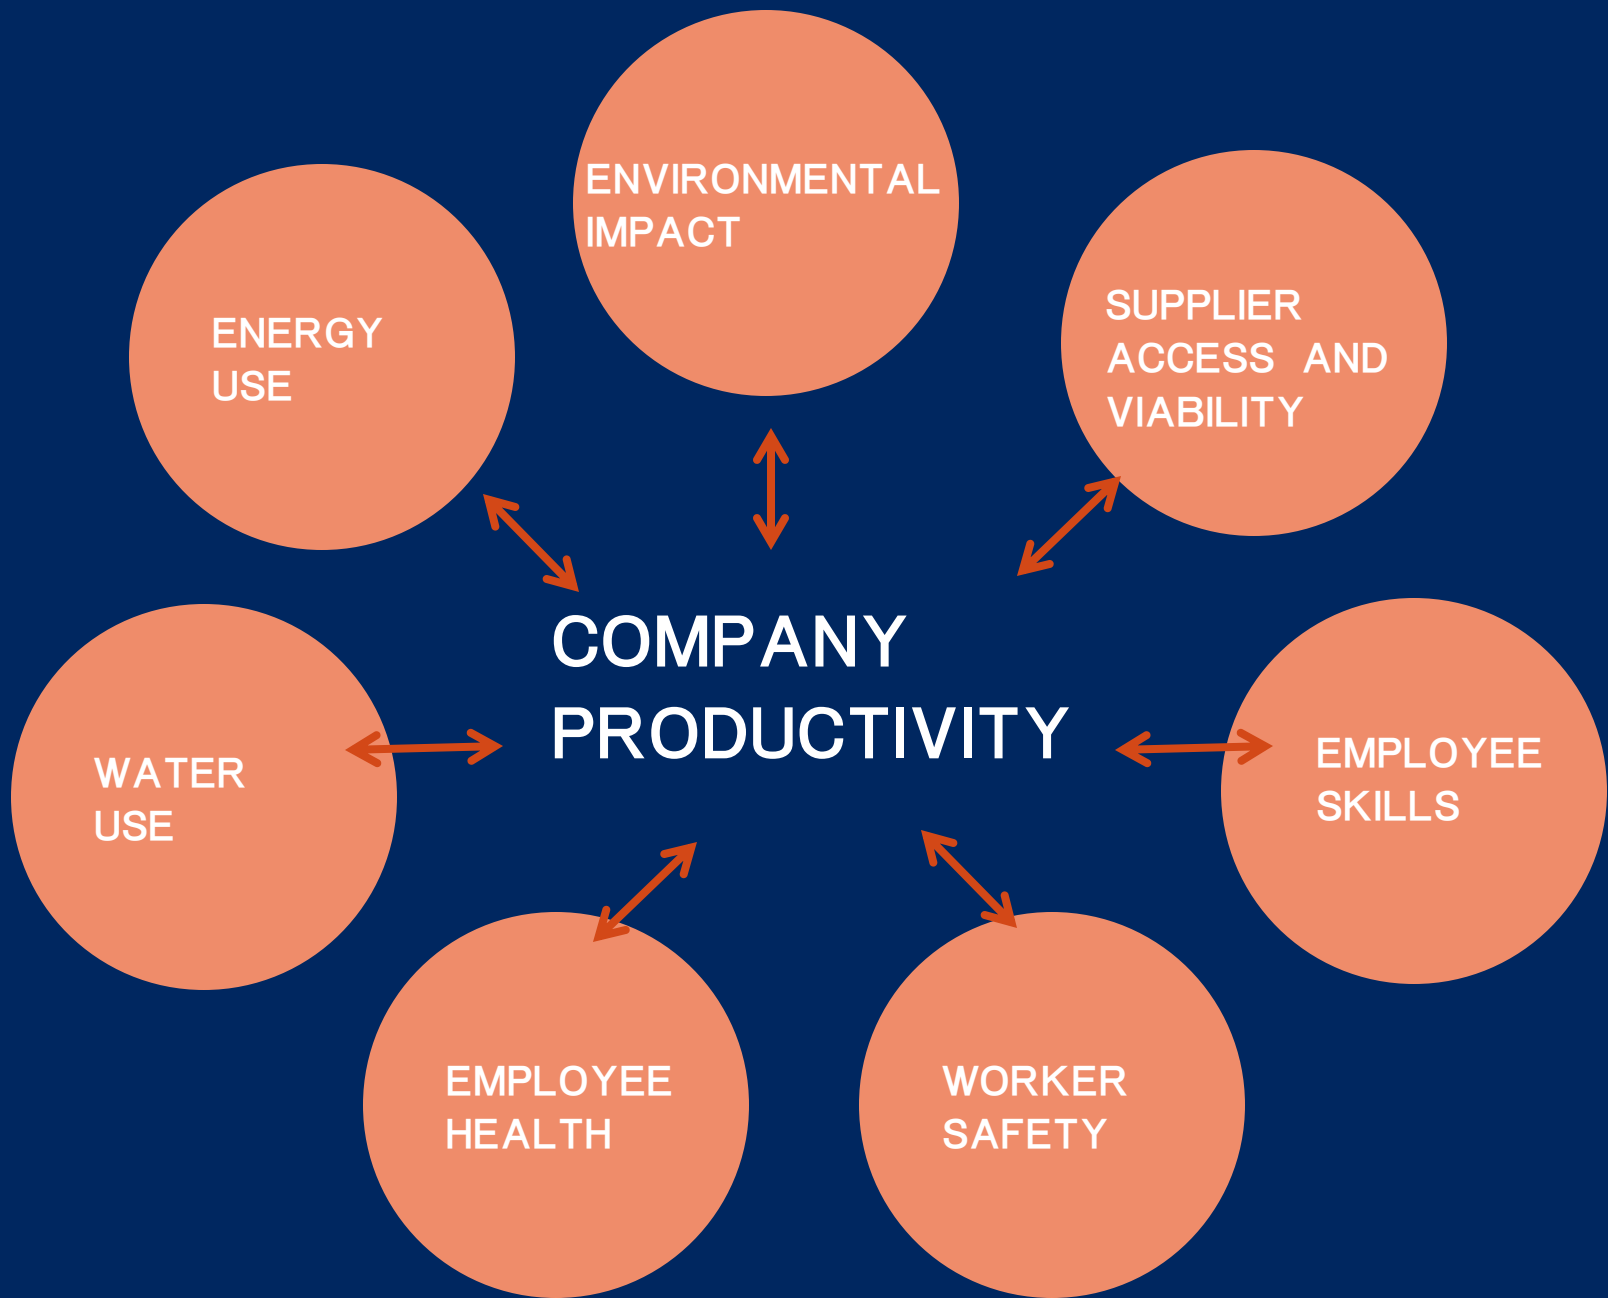 ENVIRONMENTAL
IMPACT
SUPPLIER
ACCESS AND
VIABILITY
ENERGY
USE
COMPANY
PRODUCTIVITY
EMPLOYEE
SKILLS
WATER
USE
EMPLOYEE
HEALTH
WORKER
SAFETY